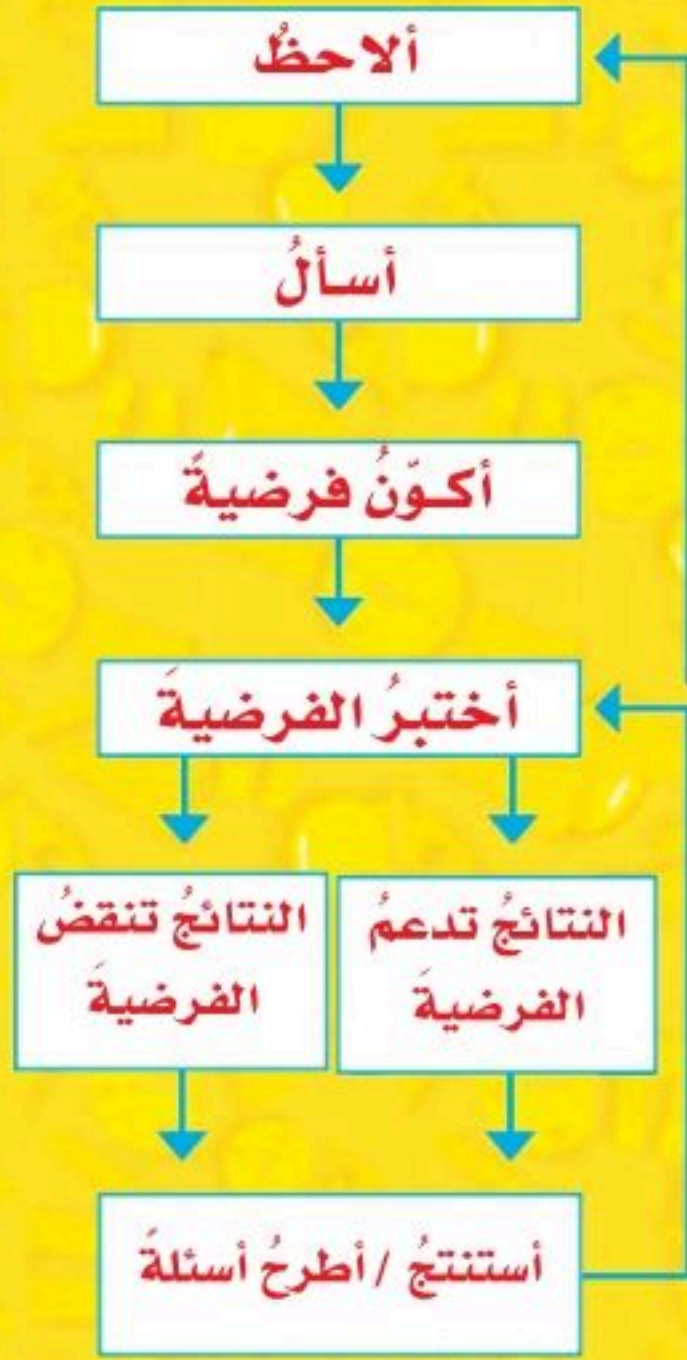 ألاحظُ
أسألُ
أكوّنُ فرضيةً
أختبرُ الفرضيةَ
النتائجُ تدعمُ
الفرضيةَ
النتائجُ تنقضُ
الفرضيةَ
أستنتجُ / أطرحُ أسئلةً